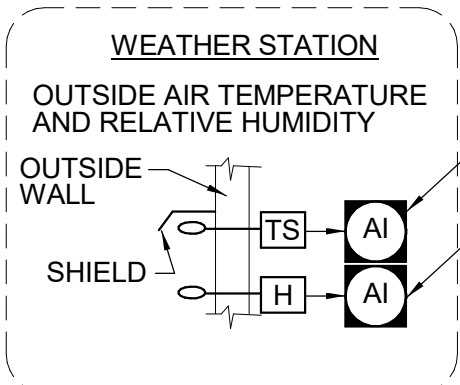 WEATHER STATION
OUTSIDE AIR TEMPERATURE
AND RELATIVE HUMIDITY
OUTSIDE
WALL
TS
AI
SHIELD
H
AI